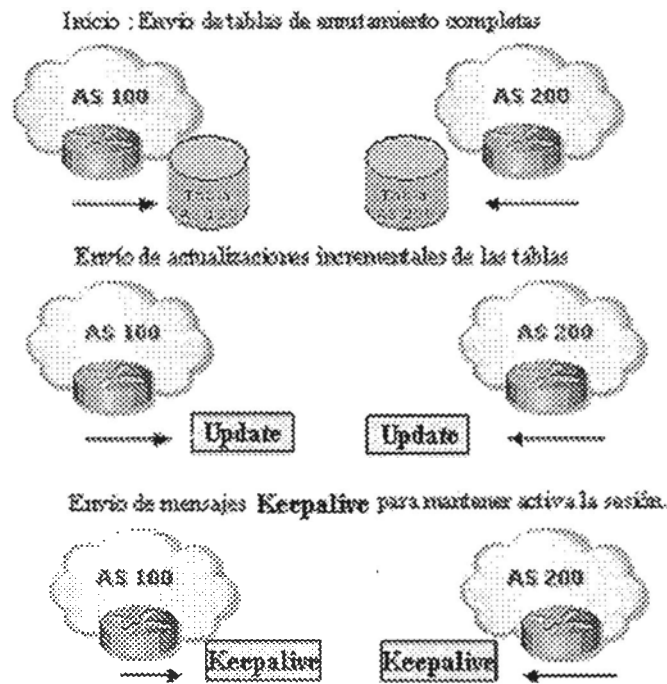 Inicio : Envío de tablas de enrutamiento completas
AS 100
AS 200
Tabla
Tabla
Envío de actualizaciones incrementales de las tablas
AS 100
AS 200
Update
Update
Envío de mensajes Keepalive para mantener activa la sesión.
AS 100
AS 200
Keepalive
Keepalive